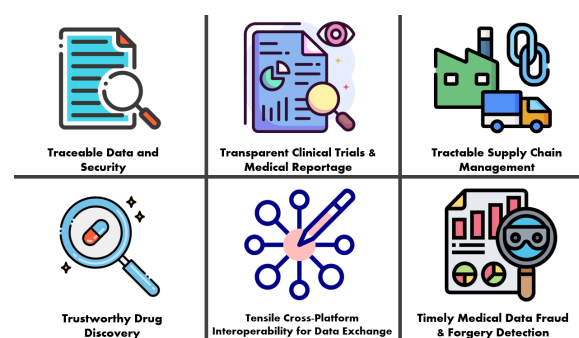 Traceable Data and
Security
Transparent Clinical Trials &
Medical Reportage
Tractable Supply Chain
Management
Trustworthy Drug
Discovery
Tensile Cross-Platform
Interoperability for Data Exchange
Timely Medical Data Fraud
& Forgery Detection